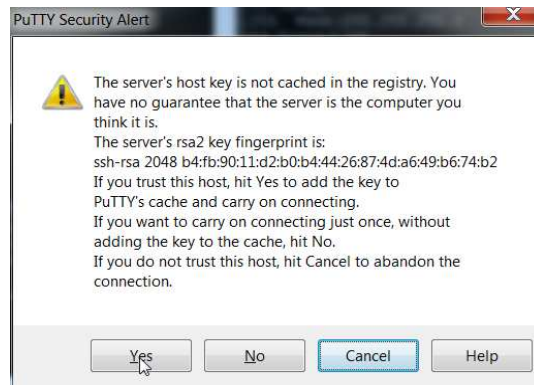 PuTTY Security Alert
The server's host key is not cached in the registry. You
have no guarantee that the server is the computer you
think it is.
The server's rsa2 key fingerprint is:
ssh-rsa 2048 b4:fb:90:11:d2:b0:b4:44:26:87:4d:a6:49:b6:74:b2
If you trust this host, hit Yes to add the key to
PuTTY's cache and carry on connecting.
If you want to carry on connecting just once, without
adding the key to the cache, hit No.
If you do not trust this host, hit Cancel to abandon the
connection.
Yes No Cancel Help